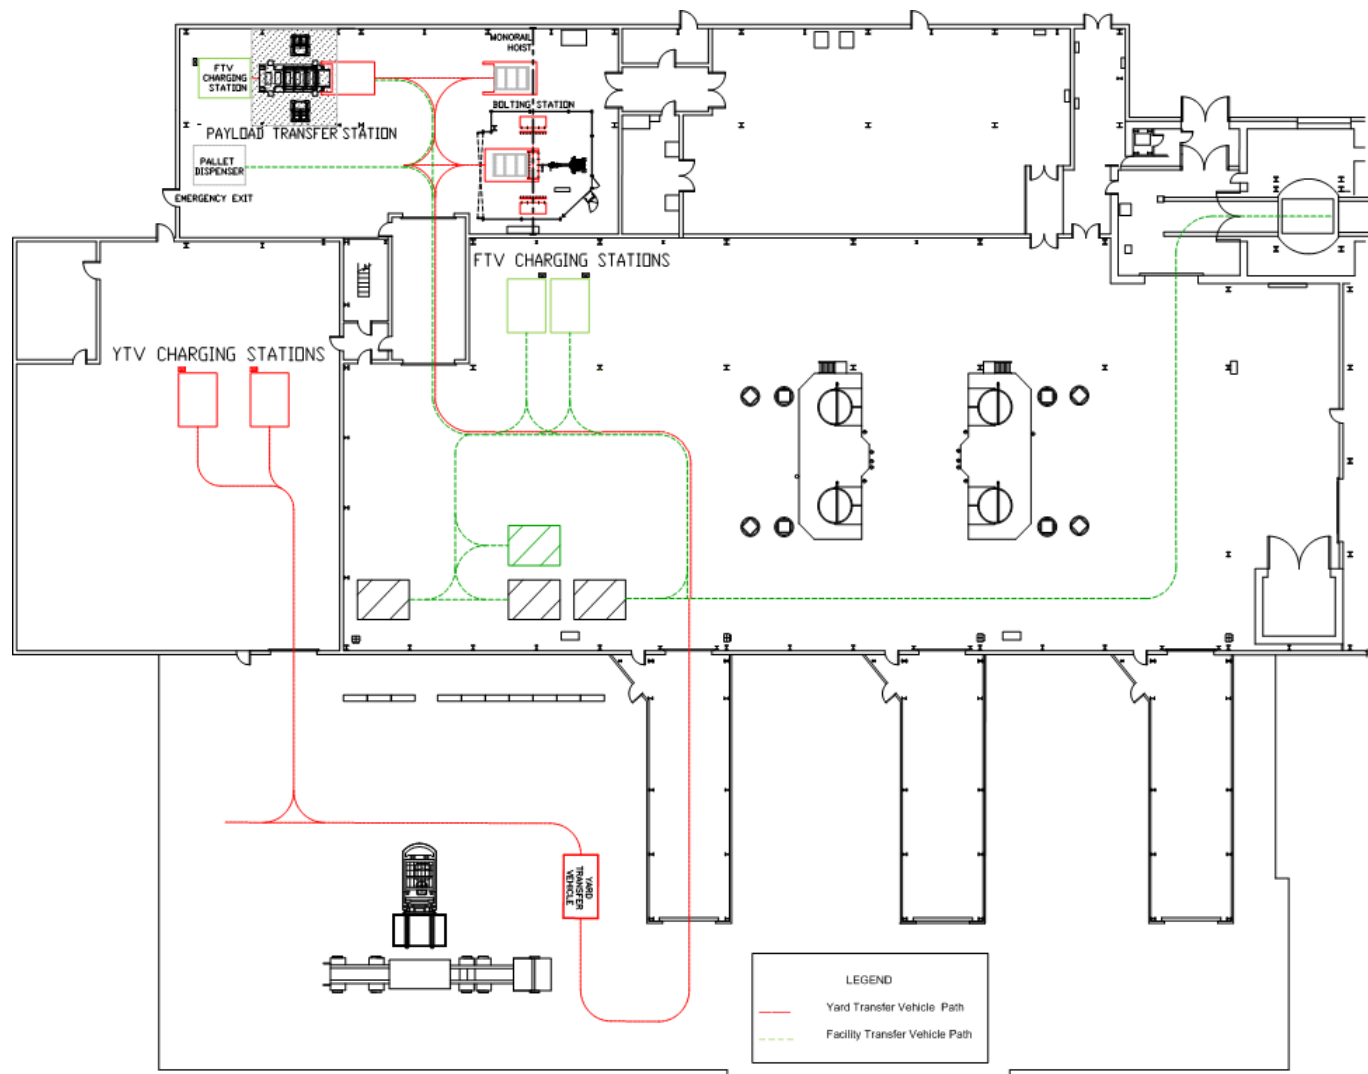 MONORAIL
HOIST
FTV
CHARGING
STATION
BOLTING STATION
PAYLOAD TRANSFER STATION
PALLET
DISPENSER
EMERGENCY EXIT
FTV CHARGING STATIONS
YTV CHARGING STATIONS
YARD
TRANSFER
VEHICLE
LEGEND
Yard Transfer Vehicle Path
Facility Transfer Vehicle Path